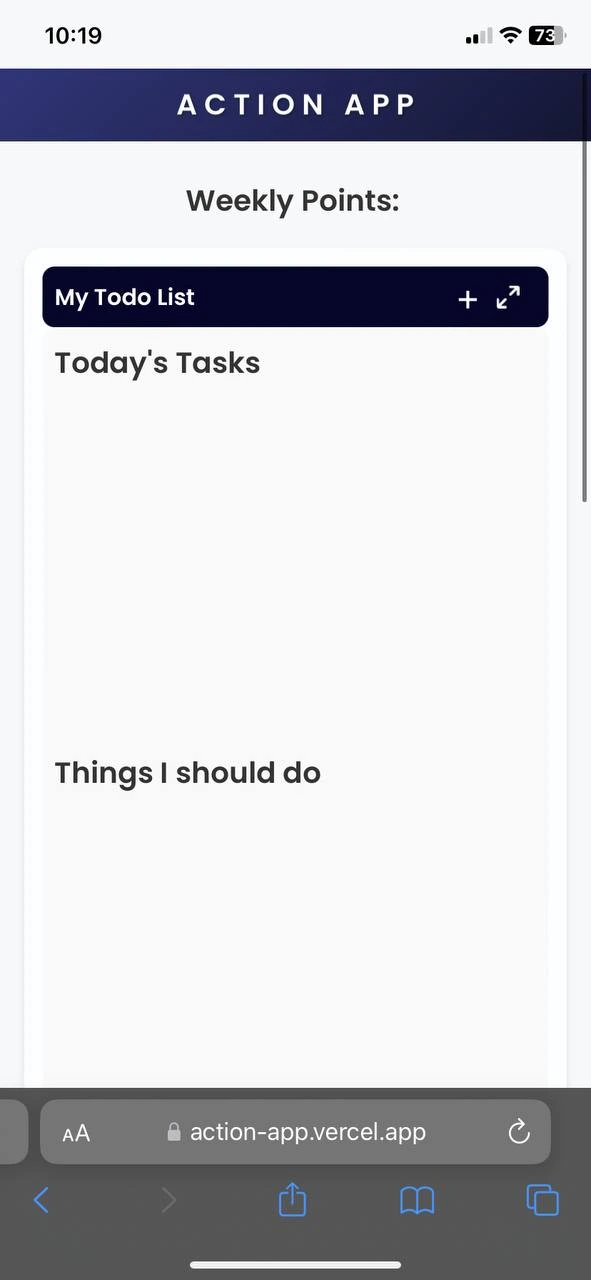 10:19
73
ACTION APP
Weekly Points:
My Todo List
Today's Tasks
Things I should do
AA
action-app.vercel.app